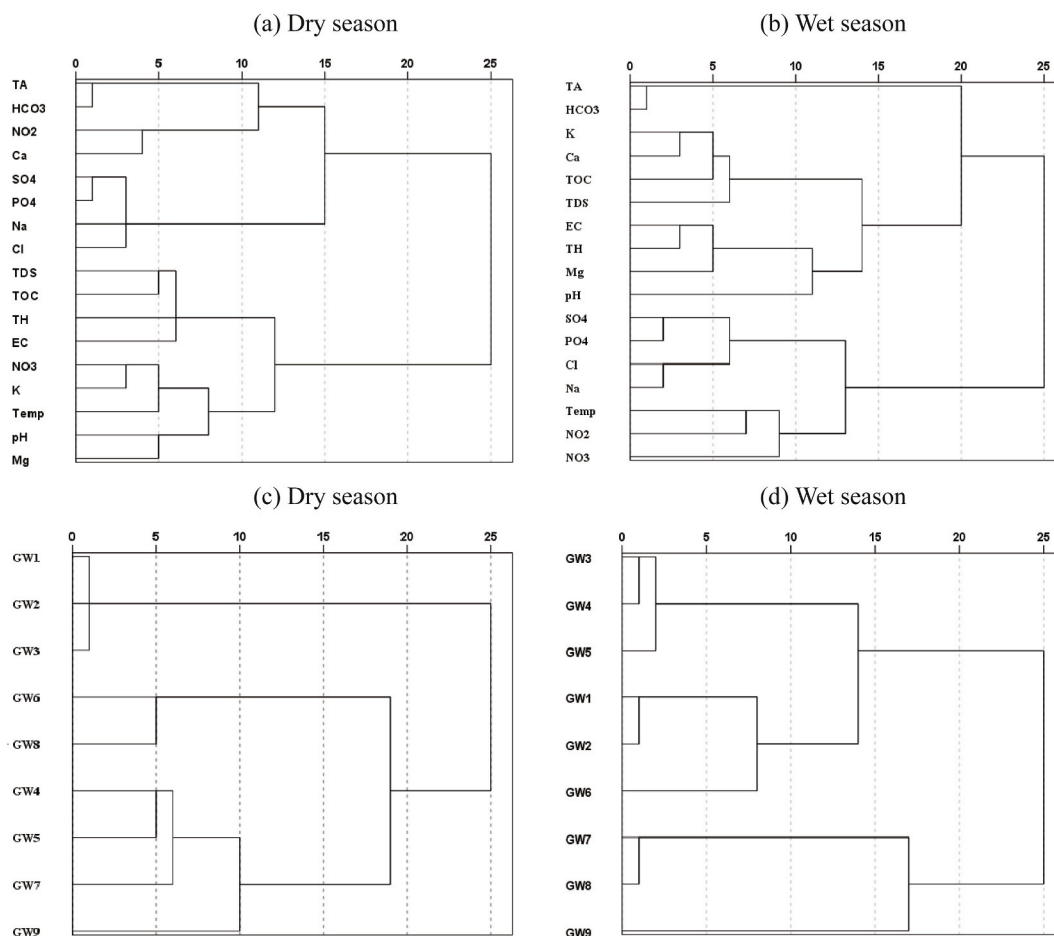 (a) Dry season
0 5 10 15 20 25
TA
HCO3
NO2
Ca
SO4
PO4
Na
Cl
TDS
TOC
TH
EC
NO3
K
Temp
pH
Mg
(b) Wet season
0 5 10 15 20 25
TA
HCO3
K
Ca
TOC
TDS
EC
TH
Mg
pH
SO4
PO4
Cl
Na
Temp
NO2
NO3
(c) Dry season
0 5 10 15 20 25
GW1
GW2
GW3
GW6
GW8
GW4
GW5
GW7
GW9
(d) Wet season
0 5 10 15 20 25
GW3
GW4
GW5
GW1
GW2
GW6
GW7
GW8
GW9